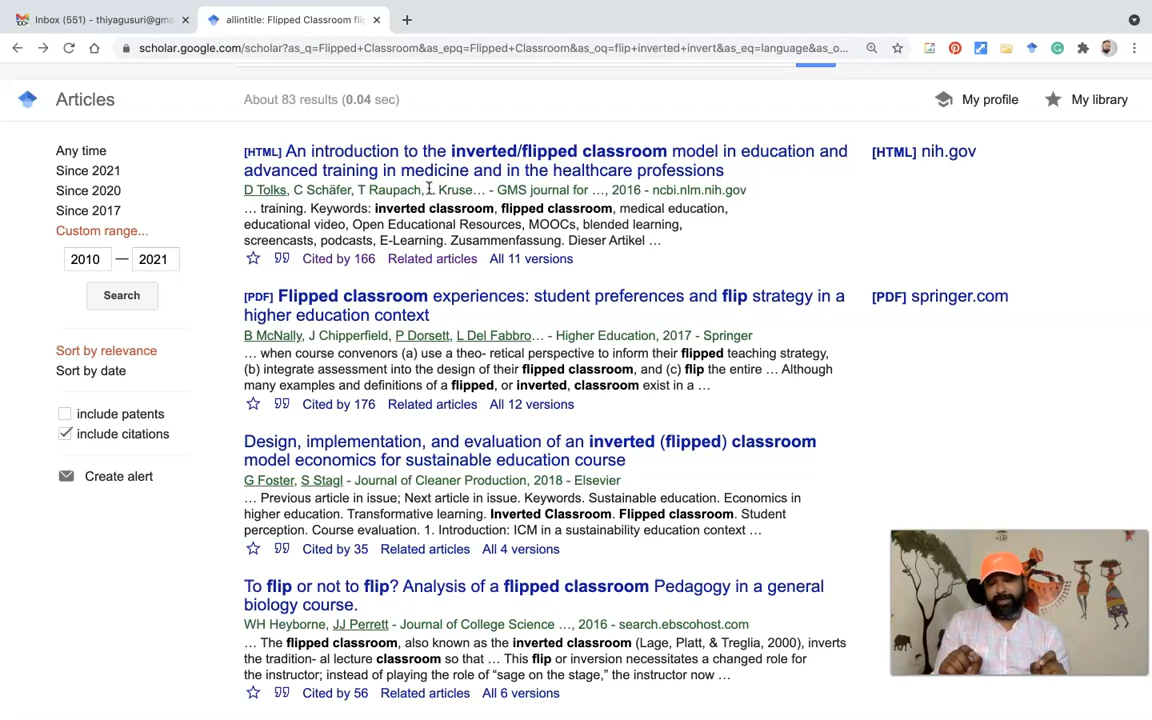 Inbox (551) - thiyagusuri@gma
allintitle: Flipped Classroom fli
scholar.google.com/scholar?as_q=Flipped+Classroom&as_epq=Flipped+Classroom&as_oq=flip+inverted+invert&as_eq=language&as_o...
Articles
About 83 results (0.04 sec)
My profile
My library
Any time
Since 2021
Since 2020
Since 2017
Custom range...
2010 — 2021
Search
Sort by relevance
Sort by date
include patents
include citations
Create alert
[HTML] An introduction to the inverted/flipped classroom model in education and
advanced training in medicine and in the healthcare professions
[HTML] nih.gov
D Tolks, C Schäfer, T Raupach, L Kruse… - GMS journal for …, 2016 - ncbi.nlm.nih.gov
… training. Keywords: inverted classroom, flipped classroom, medical education,
educational video, Open Educational Resources, MOOCs, blended learning,
screencasts, podcasts, E-Learning. Zusammenfassung. Dieser Artikel …
Cited by 166 Related articles All 11 versions
[PDF] Flipped classroom experiences: student preferences and flip strategy in a
higher education context
[PDF] springer.com
B McNally, J Chipperfield, P Dorsett, L Del Fabbro… - Higher Education, 2017 - Springer
… when course convenors (a) use a theo- retical perspective to inform their flipped teaching strategy,
(b) integrate assessment into the design of their flipped classroom, and (c) flip the entire … Although
many examples and definitions of a flipped, or inverted, classroom exist in a …
Cited by 176 Related articles All 12 versions
Design, implementation, and evaluation of an inverted (flipped) classroom
model economics for sustainable education course
G Foster, S Stagl - Journal of Cleaner Production, 2018 - Elsevier
… Previous article in issue; Next article in issue. Keywords. Sustainable education. Economics in
higher education. Transformative learning. Inverted Classroom. Flipped classroom. Student
perception. Course evaluation. 1. Introduction: ICM in a sustainability education context …
Cited by 35 Related articles All 4 versions
To flip or not to flip? Analysis of a flipped classroom Pedagogy in a general
biology course.
WH Heyborne, JJ Perrett - Journal of College Science …, 2016 - search.ebscohost.com
… The flipped classroom, also known as the inverted classroom (Lage, Platt, & Treglia, 2000), inverts
the tradition- al lecture classroom so that … This flip or inversion necessitates a changed role for
the instructor; instead of playing the role of “sage on the stage,” the instructor now …
Cited by 56 Related articles All 6 versions